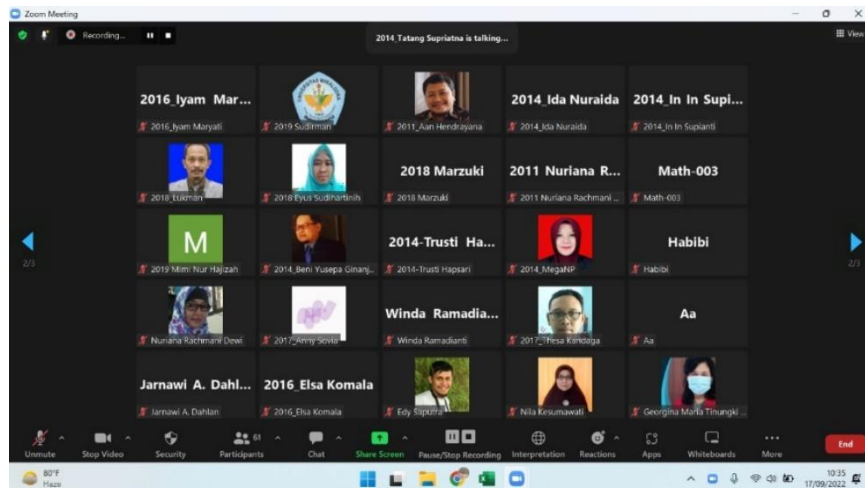 Zoom Meeting
Recording...
2014_Tatang Supriatna is talking...
View
2016_Iyam Mar...
2016_Iyam Maryati
2019 Sudirman
2011_Aan Hendrayana
2014_Ida Nuraida
2014_Ida Nuraida
2014_In In Supi...
2014_In In Supianti
2018_Lukman
2018 Eyus Sudihartinih
2018 Marzuki
2018 Marzuki
2011 Nuriana R...
2011 Nuriana Rachmani ...
Math-003
Math-003
2/3
M
2019 Mimi Nur Hajizah
2014_Beni Yusepa Ginanj...
2014-Trusti Ha...
2014-Trusti Hapsari
2014_MegaNP
Habibi
Habibi
2/3
Nuriana Rachmani Dewi
2017_Anny Sovia
Winda Ramadia...
Winda Ramadianti
2017_Thesa Kandaga
Aa
Aa
Jarnawi A. Dahl...
Jarnawi A. Dahlan
2016_Elsa Komala
2016_Elsa Komala
Edy Saputra
Nila Kesumawati
Georgina Maria Tinungki ...
Unmute
Stop Video
Security
Participants
61
Chat
Share Screen
Pause/Stop Recording
Interpretation
Reactions
Apps
Whiteboards
More
End
80°F
Haze
10:35
17/09/2022